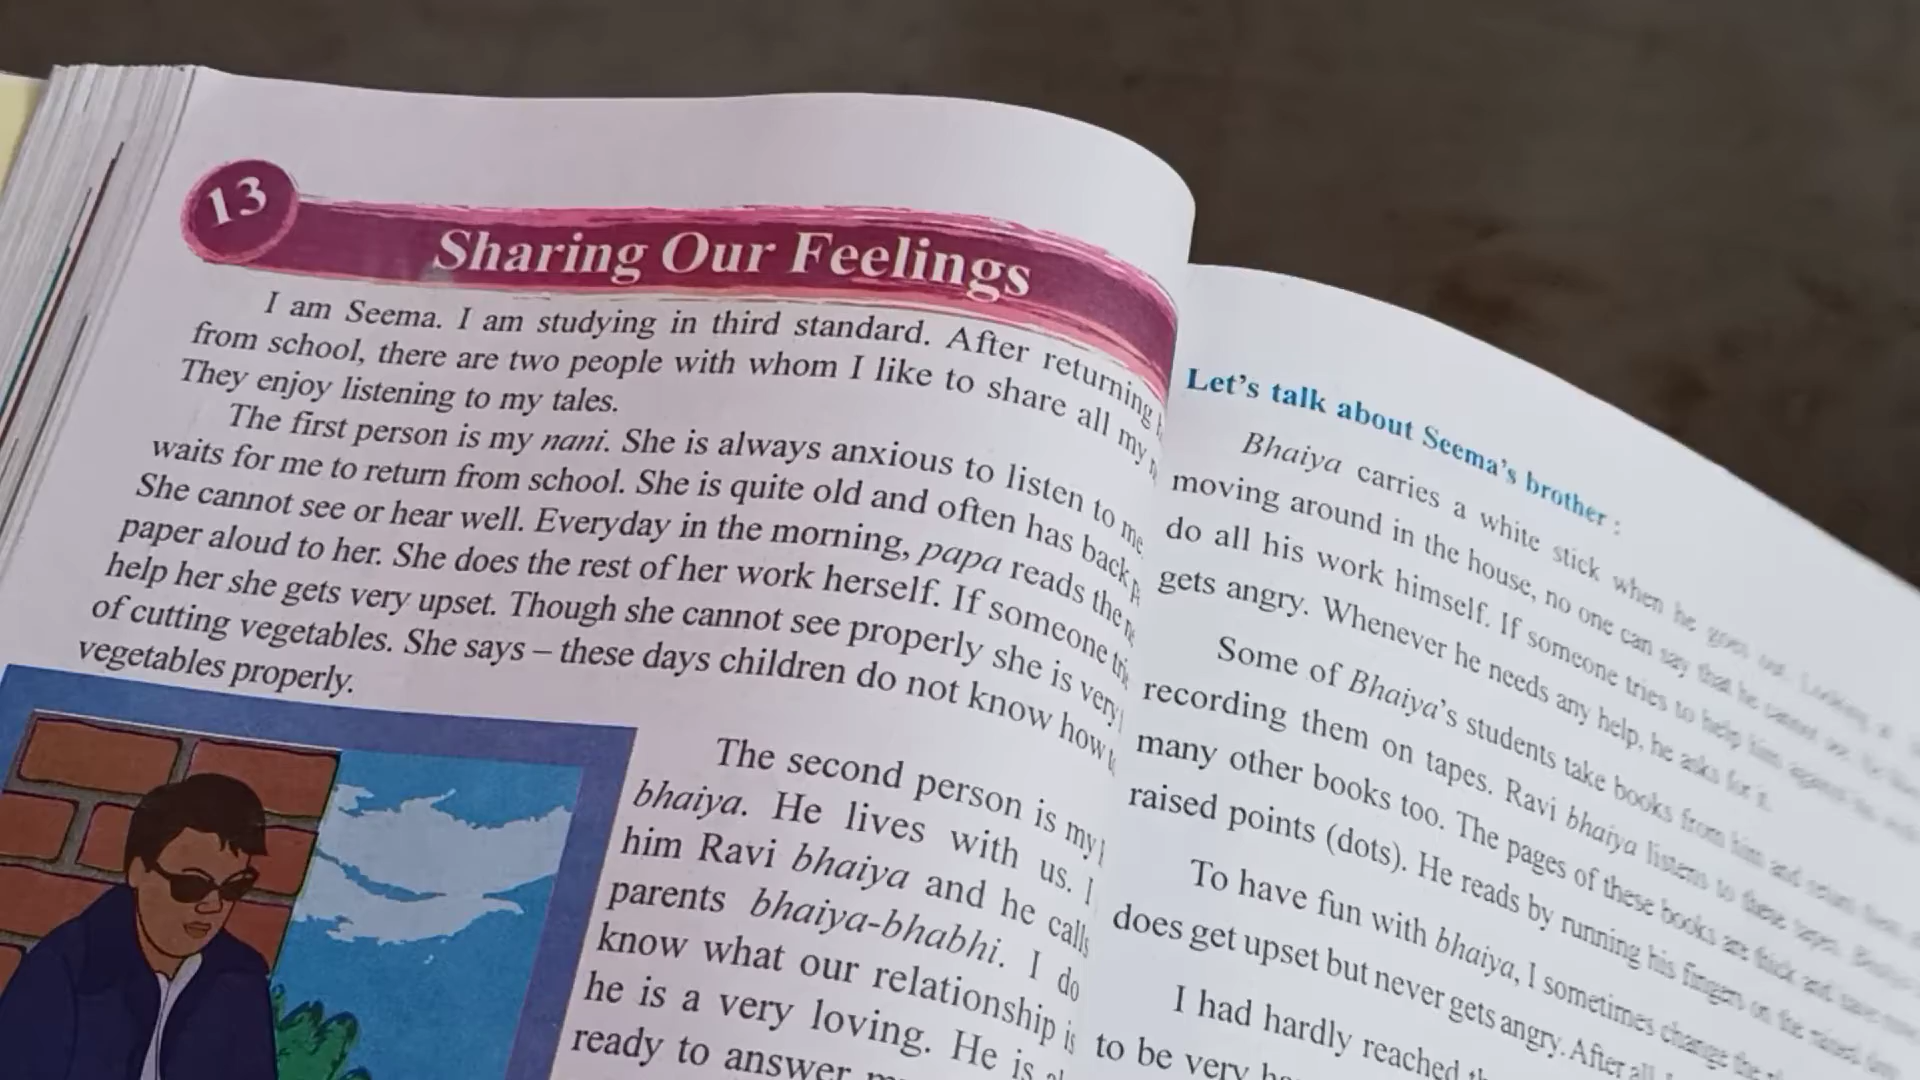 13
Sharing Our Feelings
I am Seema. I am studying in third standard. After returning
from school, there are two people with whom I like to share all my
They enjoy listening to my tales.
The first person is my nani. She is always anxious to listen to me.
waits for me to return from school. She is quite old and often has back
She cannot see or hear well. Everyday in the morning, papa reads the
paper aloud to her. She does the rest of her work herself. If someone
help her she gets very upset. Though she cannot see properly she is very
of cutting vegetables. She says – these days children do not know how
vegetables properly.
The second person is my
bhaiya. He lives with us. I
him Ravi bhaiya and he calls
parents bhaiya-bhabhi. I do
know what our relationship is
he is a very loving. He is
ready to answer
Let's talk about Seema's brother :
Bhaiya carries a white stick when he goes out. Looking
moving around in the house, no one can say that he cannot see.
do all his work himself. If someone tries to help him
gets angry. Whenever he needs any help, he asks for it.
Some of Bhaiya's students take books from him and return them
recording them on tapes. Ravi bhaiya listens to these tapes.
many other books too. The pages of these books are thick and
raised points (dots). He reads by running his fingers on the raised
To have fun with bhaiya, I sometimes change the
does get upset but never gets angry. After all
I had hardly reached
to be very